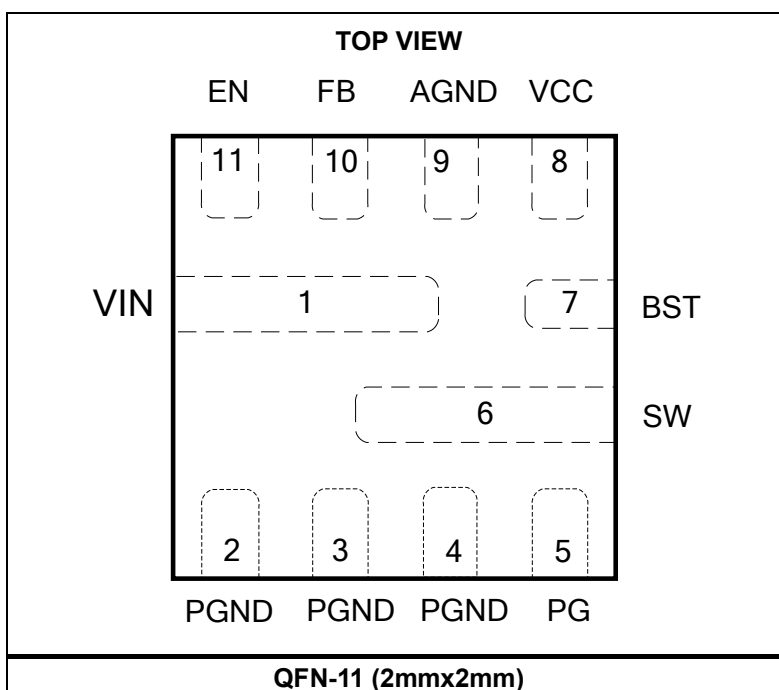 TOP VIEW
EN FB AGND VCC
11 10 9 8
VIN 1 7 BST
6 SW
2 3 4 5
PGND PGND PGND PG
QFN-11 (2mmx2mm)